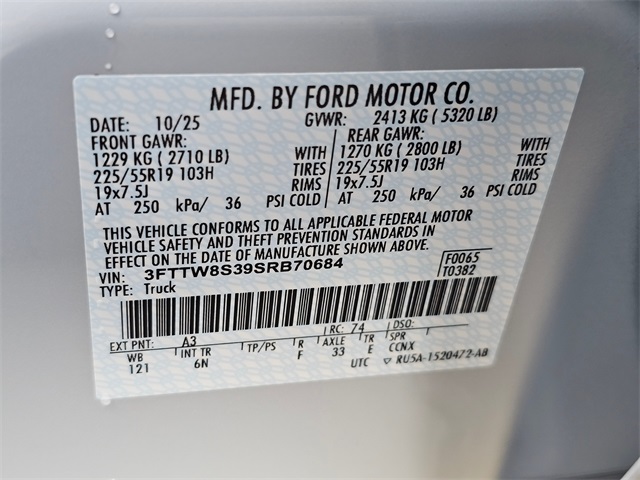 MFD. BY FORD MOTOR CO.
DATE: 10/25 GVWR: 2413 KG ( 5320 LB)
FRONT GAWR: REAR GAWR:
1229 KG ( 2710 LB) WITH 1270 KG ( 2800 LB) WITH
225/55R19 103H TIRES 225/55R19 103H TIRES
19x7.5J RIMS 19x7.5J RIMS
AT 250 kPa/ 36 PSI COLD AT 250 kPa/ 36 PSI COLD
THIS VEHICLE CONFORMS TO ALL APPLICABLE FEDERAL MOTOR
VEHICLE SAFETY AND THEFT PREVENTION STANDARDS IN
EFFECT ON THE DATE OF MANUFACTURE SHOWN ABOVE.
VIN: 3FTTW8S39SRB70684 F0065
TYPE: Truck T0382
EXT PNT: A3 RC: 74 DSO:
WB INT TR TP/PS R AXLE TR SPR
121 6N F 33 E CCNX
UTC ▽ RU5A-1520472-AB